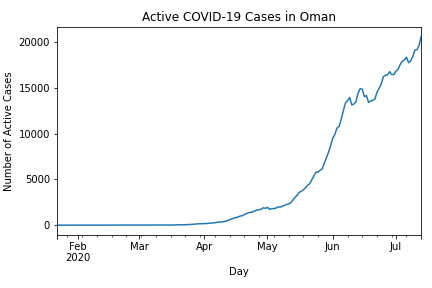 Active COVID-19 Cases in Oman
Number of Active Cases
20000
15000
10000
5000
0
Feb Mar Apr May Jun Jul
2020
Day